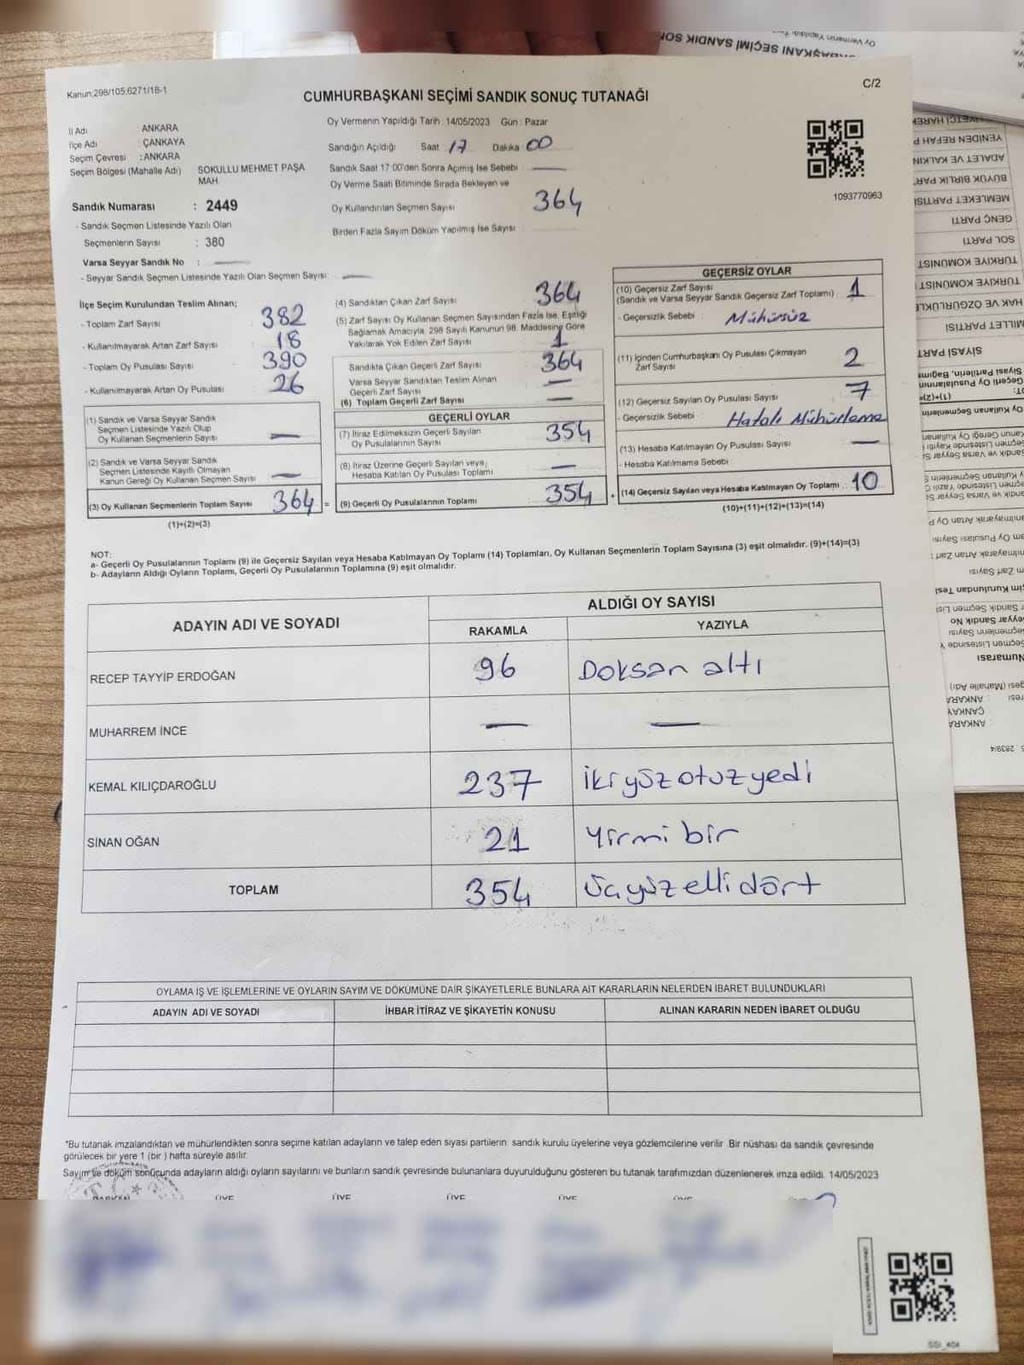 Kanun:298/105,6271/18-1
C/2
CUMHURBAŞKANI SEÇİMİ SANDIK SONUÇ TUTANAĞI
İl Adı ANKARA
İlçe Adı ÇANKAYA
Seçim Çevresi : ANKARA
Seçim Bölgesi (Mahalle Adı) SOKULLU MEHMET PAŞA MAH.
Sandık Numarası : 2449
- Sandık Seçmen Listesinde Yazılı Olan
Seçmenlerin Sayısı : 380
Varsa Seyyar Sandık No : —
- Seyyar Sandık Seçmen Listesinde Yazılı Olan Seçmen Sayısı: —
Oy Vermenin Yapıldığı Tarih : 14/05/2023 Gün : Pazar
Sandığın Açıldığı Saat : 17 Dakika 00
Sandık Saat 17:00'den Sonra Açılmış İse Sebebi —
Oy Verme Saati Bitiminde Sırada Bekleyen ve
Oy Kullandırılan Seçmen Sayısı 364
Birden Fazla Sayım Döküm Yapılmış İse Sayısı
1093770963
İlçe Seçim Kurulundan Teslim Alınan;
- Toplam Zarf Sayısı 382
- Kullanılmayarak Artan Zarf Sayısı 18
- Toplam Oy Pusulası Sayısı 390
- Kullanılmayarak Artan Oy Pusulası 26
(1) Sandık ve Varsa Seyyar Sandık
Seçmen Listesinde Yazılı Olup
Oy Kullanan Seçmenlerin Sayısı —
(2) Sandık ve Varsa Seyyar Sandık
Seçmen Listesinde Kayıtlı Olmayan
Kanun Gereği Oy Kullanan Seçmen Sayısı —
(3) Oy Kullanan Seçmenlerin Toplam Sayısı 364 =
(1)+(2)=(3)
(4) Sandıktan Çıkan Zarf Sayısı 364
(5) Zarf Sayısı Oy Kullanan Seçmen Sayısından Fazla İse, Eşitliği
Sağlamak Amacıyla, 298 Sayılı Kanunun 98. Maddesine Göre
Yakılarak Yok Edilen Zarf Sayısı 1
Sandıkta Çıkan Geçerli Zarf Sayısı 364
Varsa Seyyar Sandıktan Teslim Alınan
Geçerli Zarf Sayısı —
(6) Toplam Geçerli Zarf Sayısı —
GEÇERLİ OYLAR
(7) İtiraz Edilmeksizin Geçerli Sayılan
Oy Pusulalarının Sayısı 354
(8) İtiraz Üzerine Geçerli Sayılan veya
Hesaba Katılan Oy Pusulası Toplamı —
(9) Geçerli Oy Pusulalarının Toplamı 354 +
GEÇERSİZ OYLAR
(10) Geçersiz Zarf Sayısı 1
(Sandık ve Varsa Seyyar Sandık Geçersiz Zarf Toplamı)
- Geçersizlik Sebebi : Mühürsüz
(11) İçinden Cumhurbaşkanı Oy Pusulası Çıkmayan
Zarf Sayısı 2
(12) Geçersiz Sayılan Oy Pusulası Sayısı 7
- Geçersizlik Sebebi : Hatalı Mühürleme
(13) Hesaba Katılmayan Oy Pusulası Sayısı —
- Hesaba Katılmama Sebebi
(14) Geçersiz Sayılan veya Hesaba Katılmayan Oy Toplamı 10
(10)+(11)+(12)+(13)=(14)
NOT:
a- Geçerli Oy Pusulalarının Toplamı (9) ile Geçersiz Sayılan veya Hesaba Katılmayan Oy Toplamı (14) Toplamları, Oy Kullanan Seçmenlerin Toplam Sayısına (3) eşit olmalıdır. (9)+(14)=(3)
b- Adayların Aldığı Oyların Toplamı, Geçerli Oy Pusulalarının Toplamına (9) eşit olmalıdır.
ADAYIN ADI VE SOYADI
ALDIĞI OY SAYISI
RAKAMLA YAZIYLA
RECEP TAYYİP ERDOĞAN 96 Doksan altı
MUHARREM İNCE — —
KEMAL KILIÇDAROĞLU 237 İki yüz otuz yedi
SİNAN OĞAN 21 Yirmi bir
TOPLAM 354 Üçyüz elli dört
OYLAMA İŞ VE İŞLEMLERİNE VE OYLARIN SAYIM VE DÖKÜMÜNE DAİR ŞİKAYETLERLE BUNLARA AİT KARARLARIN NELERDEN İBARET BULUNDUKLARI
ADAYIN ADI VE SOYADI İHBAR İTİRAZ VE ŞİKAYETİN KONUSU ALINAN KARARIN NEDEN İBARET OLDUĞU
*Bu tutanak imzalandıktan ve mühürlendikten sonra seçime katılan adayların ve talep eden siyasi partilerin, sandık kurulu üyelerine veya gözlemcilerine verilir. Bir nüshası da sandık çevresinde
görülecek bir yere 1 (bir) hafta süreyle asılır.
Sayım ve döküm sonucunda adayların aldığı oyların sayılarını ve bunların sandık çevresinde bulunanlara duyurulduğunu gösteren bu tutanak tarafımızdan düzenlenerek imza edildi. 14/05/2023
ÜYE ÜYE ÜYE ÜYE ÜYE